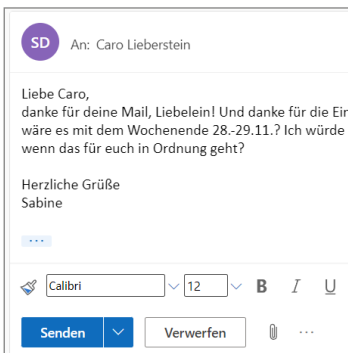 SD
An: Caro Lieberstein
Liebe Caro,
danke für deine Mail, Liebelein! Und danke für die
wäre es mit dem Wochenende 28.-29.11.? Ich würde
wenn das für euch in Ordnung geht?
Herzliche Grüße
Sabine
...
Calibri 12 B I U
Senden Verwerfen ...